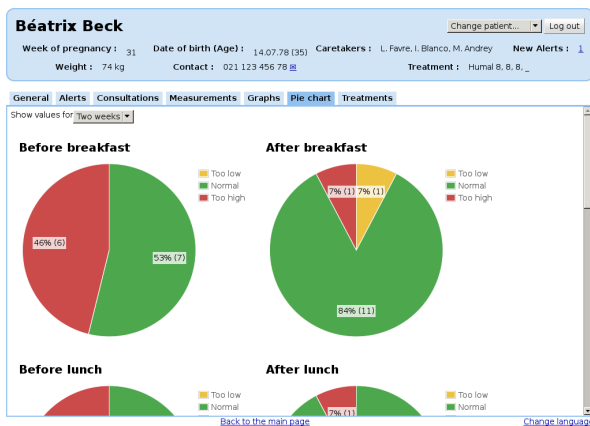 Béatrix Beck
Change patient... Log out
Week of pregnancy : 31 Date of birth (Age) : 14.07.78 (35) Caretakers : L. Favre, I. Blanco, M. Andrey New Alerts : 1
Weight : 74 kg Contact : 021 123 456 78 ✉ Treatment : Humal 8, 8, 8, _
General Alerts Consultations Measurements Graphs Pie chart Treatments
Show values for Two weeks
Before breakfast
Too low
Normal
Too high
46% (6)
53% (7)
After breakfast
Too low
Normal
Too high
7% (1) 7% (1)
84% (11)
Before lunch
Too low
Normal
After lunch
Too low
Normal
7% (1)
Back to the main page Change language